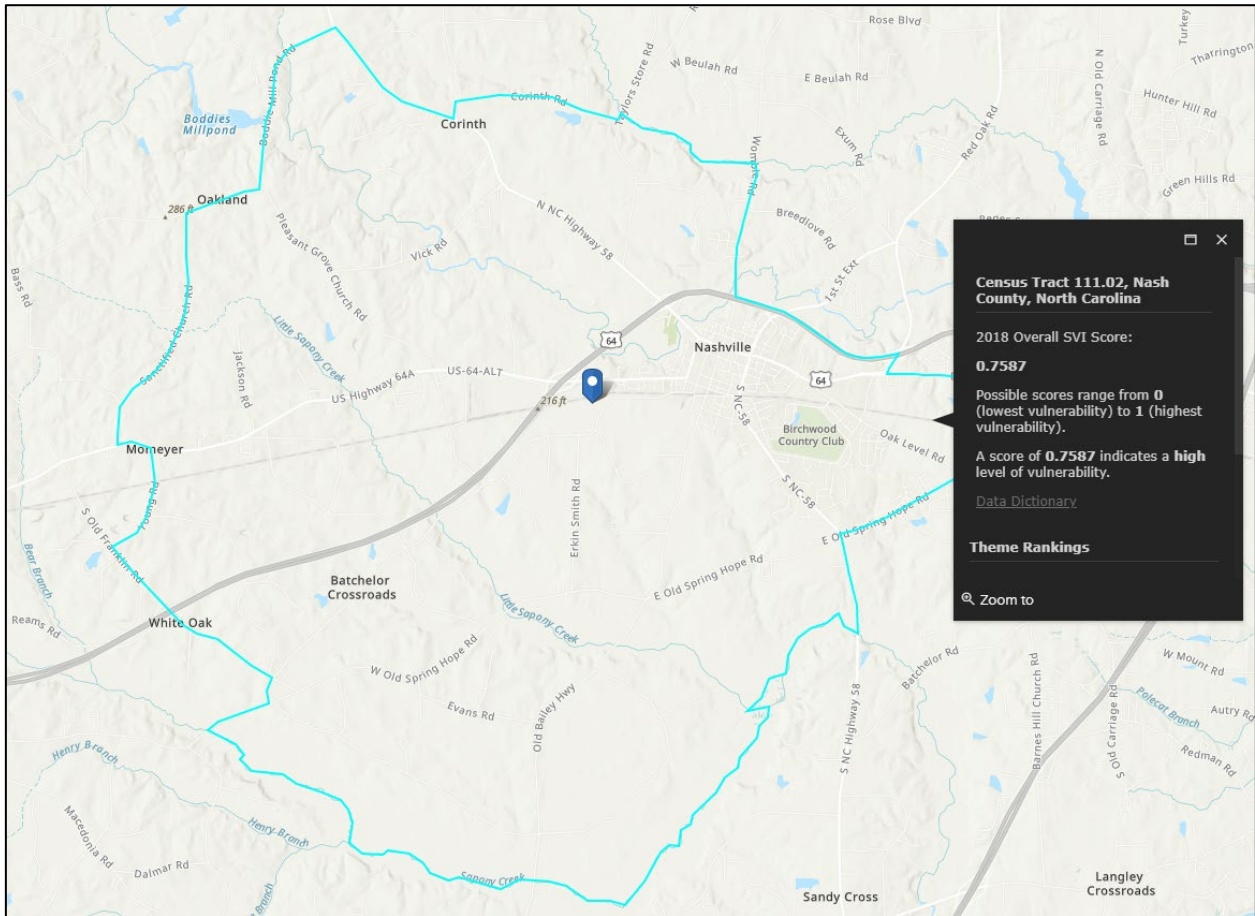 Rose Blvd
Turkey
Tharrington
W Beulah Rd
E Beulah Rd
N Old Carriage Rd
Hunter Hill Rd
Boddie Mill Pond Rd
Boddies
Millpond
Corinth Rd
Taylors Store Rd
Corinth
Exum Rd
Red Oak Rd
Womble Rd
Green Hills Rd
Oakland
286 ft
Pleasant Grove Church Rd
Vick Rd
N NC Highway 58
Breedlove Rd
Bass Rd
1st St Ext
Sanctified Church Rd
Little Sapony Creek
64
Nashville
Jackson Rd
US Highway 64A
US-64-ALT
64
216 ft
S NC-58
Birchwood
Country Club
Oak Level Rd
Momeyer
S NC-58
Young Rd
S Old Franklin Rd
Erkin Smith Rd
E Old Spring Hope Rd
Bear Branch
Batchelor
Crossroads
E Old Spring Hope Rd
Little Sapony Creek
Reams Rd
White Oak
W Old Spring Hope Rd
Batchelor Rd
W Mount Rd
Evans Rd
Old Bailey Hwy
S NC Highway 58
Barnes Hill Church Rd
S Old Carriage Rd
Polecat Branch
Autry Rd
Redman Rd
Henry Branch
Macedonia Rd
Henry Branch
Dalmar Rd
Sapony Creek
Sandy Cross
Langley
Crossroads
Census Tract 111.02, Nash
County, North Carolina
2018 Overall SVI Score:
0.7587
Possible scores range from 0
(lowest vulnerability) to 1 (highest
vulnerability).
A score of 0.7587 indicates a high
level of vulnerability.
Data Dictionary
Theme Rankings
Zoom to